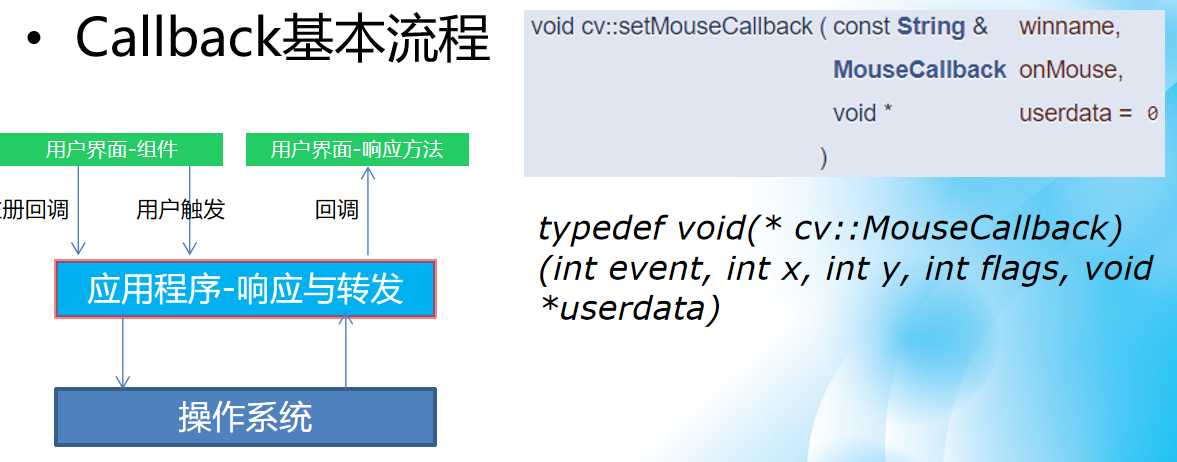 • Callback基本流程
用户界面-组件
用户界面-响应方法
册回调
用户触发
回调
应用程序-响应与转发
操作系统
void cv::setMouseCallback ( const String & winname,
MouseCallback onMouse,
void * userdata = 0
)
typedef void(* cv::MouseCallback)
(int event, int x, int y, int flags, void
*userdata)